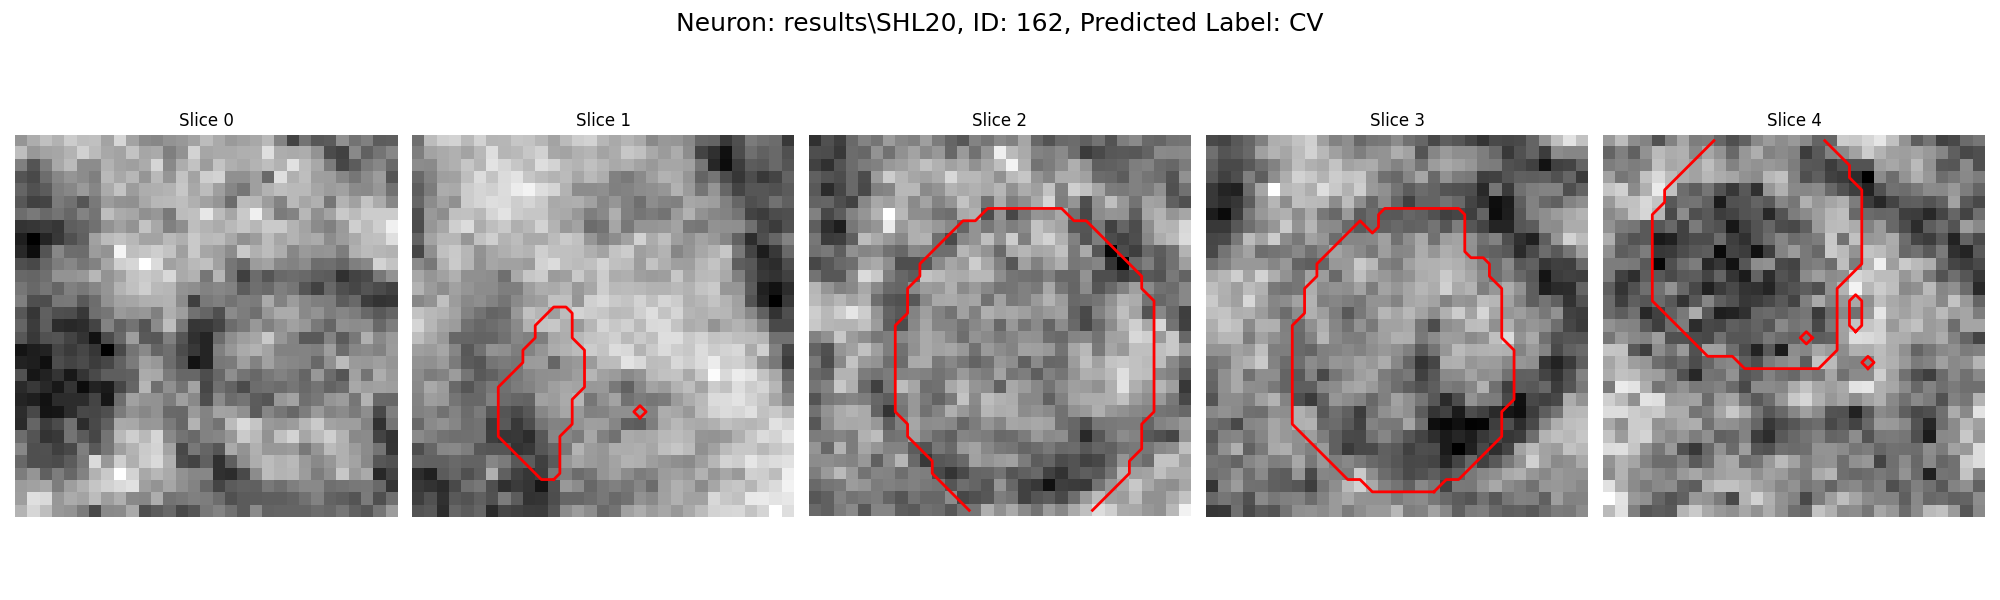 Neuron: results\SHL20, ID: 162, Predicted Label: CV
Slice 0
Slice 1
Slice 2
Slice 3
Slice 4